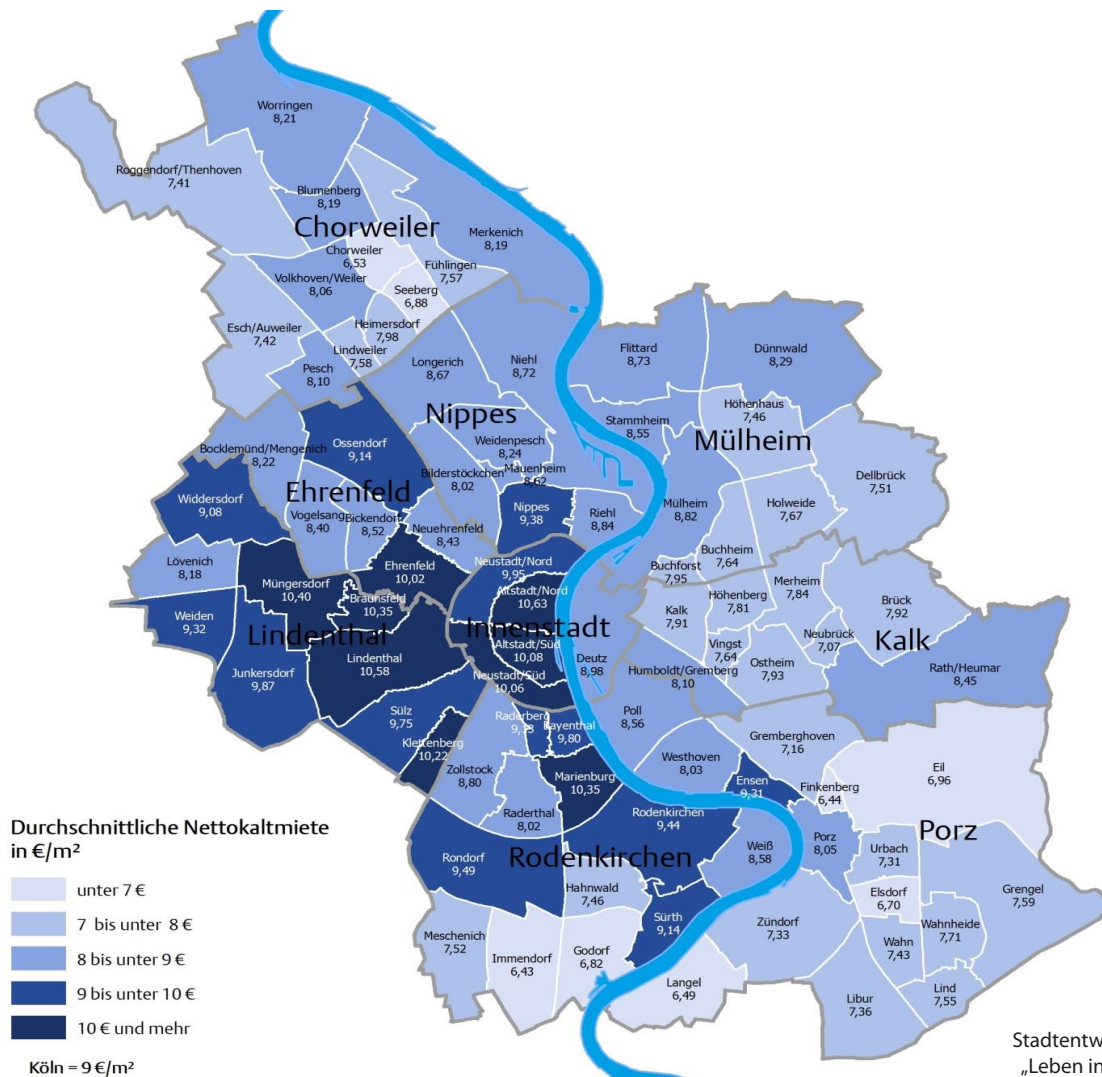 Worringen
8,21
Roggendorf/Thenhoven
7,41
Blumenberg
8,19
Chorweiler
Merkenich
8,19
Chorweiler
6,53
Fühlingen
7,57
Volkhoven/Weiler
8,06
Seeberg
6,88
Esch/Auweiler
7,42
Heimersdorf
7,98
Lindweiler
7,58
Pesch
8,10
Longerich
8,67
Niehl
8,72
Flittard
8,73
Dünnwald
8,29
Nippes
Höhenhaus
7,46
Stammheim
8,55
Mülheim
Ossendorf
9,14
Bocklemünd/Mengenich
8,22
Weidenpesch
8,24
Mauenheim
8,62
Bilderstöckchen
8,02
Dellbrück
7,51
Ehrenfeld
Widdersdorf
9,08
Vogelsang
8,40
Bickendorf
8,52
Neuehrenfeld
8,43
Nippes
9,38
Riehl
8,84
Mülheim
8,82
Holweide
7,67
Buchheim
7,64
Buchforst
7,95
Lövenich
8,18
Müngersdorf
10,40
Ehrenfeld
10,02
Neustadt/Nord
9,95
Altstadt/Nord
10,63
Braunsfeld
10,35
Merheim
7,84
Höhenberg
7,81
Kalk
7,91
Brück
7,92
Weiden
9,32
Lindenthal
Innenstadt
Kalk
Altstadt/Süd
10,08
Deutz
8,98
Vingst
7,64
Neubrück
7,07
Ostheim
7,93
Junkersdorf
9,87
Lindenthal
10,58
Neustadt/Süd
10,06
Humboldt/Gremberg
8,10
Rath/Heumar
8,45
Sülz
9,75
Klettenberg
10,22
Raderberg
Bayenthal
9,80
Poll
8,56
Gremberghoven
7,16
Zollstock
8,80
Marienburg
10,35
Westhoven
8,03
Ensen
9,31
Finkenberg
6,44
Eil
6,96
Raderthal
8,02
Rodenkirchen
9,44
Porz
Rodenkirchen
Weiß
8,58
Porz
8,05
Urbach
7,31
Rondorf
9,49
Hahnwald
7,46
Elsdorf
6,70
Grengel
7,59
Sürth
9,14
Zündorf
7,33
Wahnheide
7,71
Meschenich
7,52
Immendorf
6,43
Godorf
6,82
Langel
6,49
Wahn
7,43
Libur
7,36
Lind
7,55
Durchschnittliche Nettokaltmiete
in €/m²
unter 7 €
7 bis unter 8 €
8 bis unter 9 €
9 bis unter 10 €
10 € und mehr
Köln = 9 €/m²
Stadtentw
„Leben in